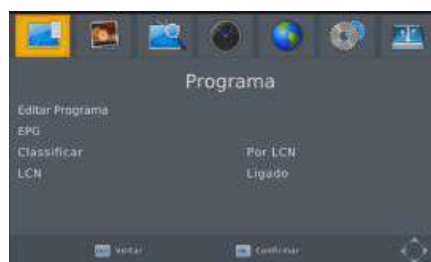 Programa
Editar Programa
EPG
Classificar Por LCN
LCN Ligado
Voltar Confirmar